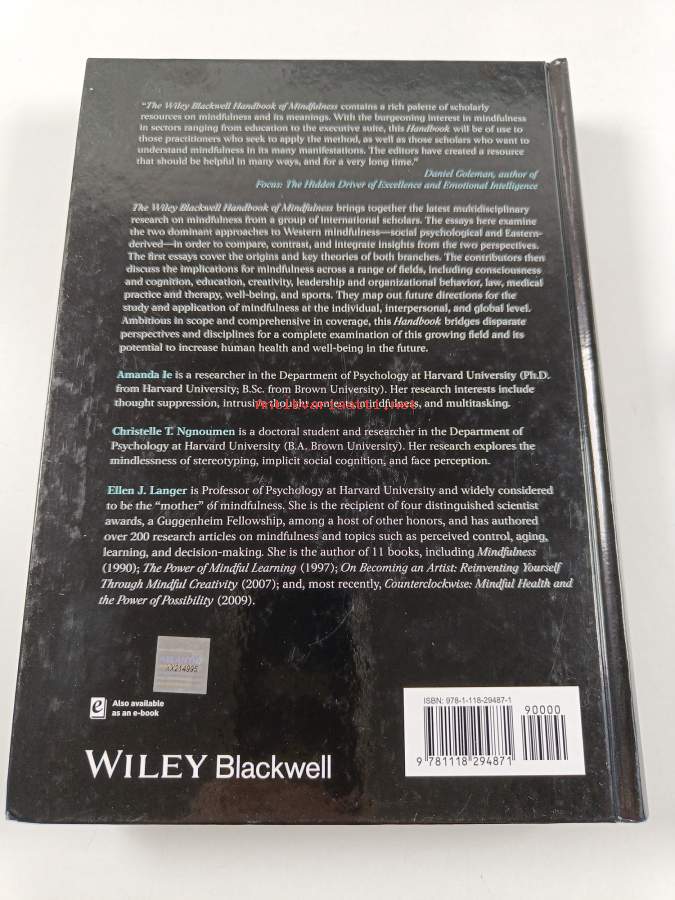 “The Wiley Blackwell Handbook of Mindfulness contains a rich palette of scholarly
resources on mindfulness and its meanings. With the burgeoning interest in mindfulness
in sectors ranging from education to the executive suite, this Handbook will be of use to
those practitioners who seek to apply the method, as well as those scholars who want to
understand mindfulness in its many manifestations. The editors have created a resource
that should be helpful in many ways, and for a very long time.”
Daniel Goleman, author of
Focus: The Hidden Driver of Excellence and Emotional Intelligence
The Wiley Blackwell Handbook of Mindfulness brings together the latest multidisciplinary
research on mindfulness from a group of international scholars. The essays here examine
the two dominant approaches to Western mindfulness—social psychological and Eastern-
derived—in order to compare, contrast, and integrate insights from the two perspectives.
The first essays cover the origins and key theories of both branches. The contributors then
discuss the implications for mindfulness across a range of fields, including consciousness
and cognition, education, creativity, leadership and organizational behavior, law, medical
practice and therapy, well-being, and sports. They map out future directions for the
study and application of mindfulness at the individual, interpersonal, and global level.
Ambitious in scope and comprehensive in coverage, this Handbook bridges disparate
perspectives and disciplines for a complete examination of this growing field and its
potential to increase human health and well-being in the future.
Amanda Ie is a researcher in the Department of Psychology at Harvard University (Ph.D.
from Harvard University; B.Sc. from Brown University). Her research interests include
thought suppression, intrusive thought contents, mindfulness, and multitasking.
Christelle T. Ngnoumen is a doctoral student and researcher in the Department of
Psychology at Harvard University (B.A. Brown University). Her research explores the
mindlessness of stereotyping, implicit social cognition, and face perception.
Ellen J. Langer is Professor of Psychology at Harvard University and widely considered
to be the “mother” of mindfulness. She is the recipient of four distinguished scientist
awards, a Guggenheim Fellowship, among a host of other honors, and has authored
over 200 research articles on mindfulness and topics such as perceived control, aging,
learning, and decision-making. She is the author of 11 books, including Mindfulness
(1990); The Power of Mindful Learning (1997); On Becoming an Artist: Reinventing Yourself
Through Mindful Creativity (2007); and, most recently, Counterclockwise: Mindful Health and
the Power of Possibility (2009).
Also available
as an e-book
WILEY Blackwell
ISBN: 978-1-118-29487-1
90000
9 781118 294871